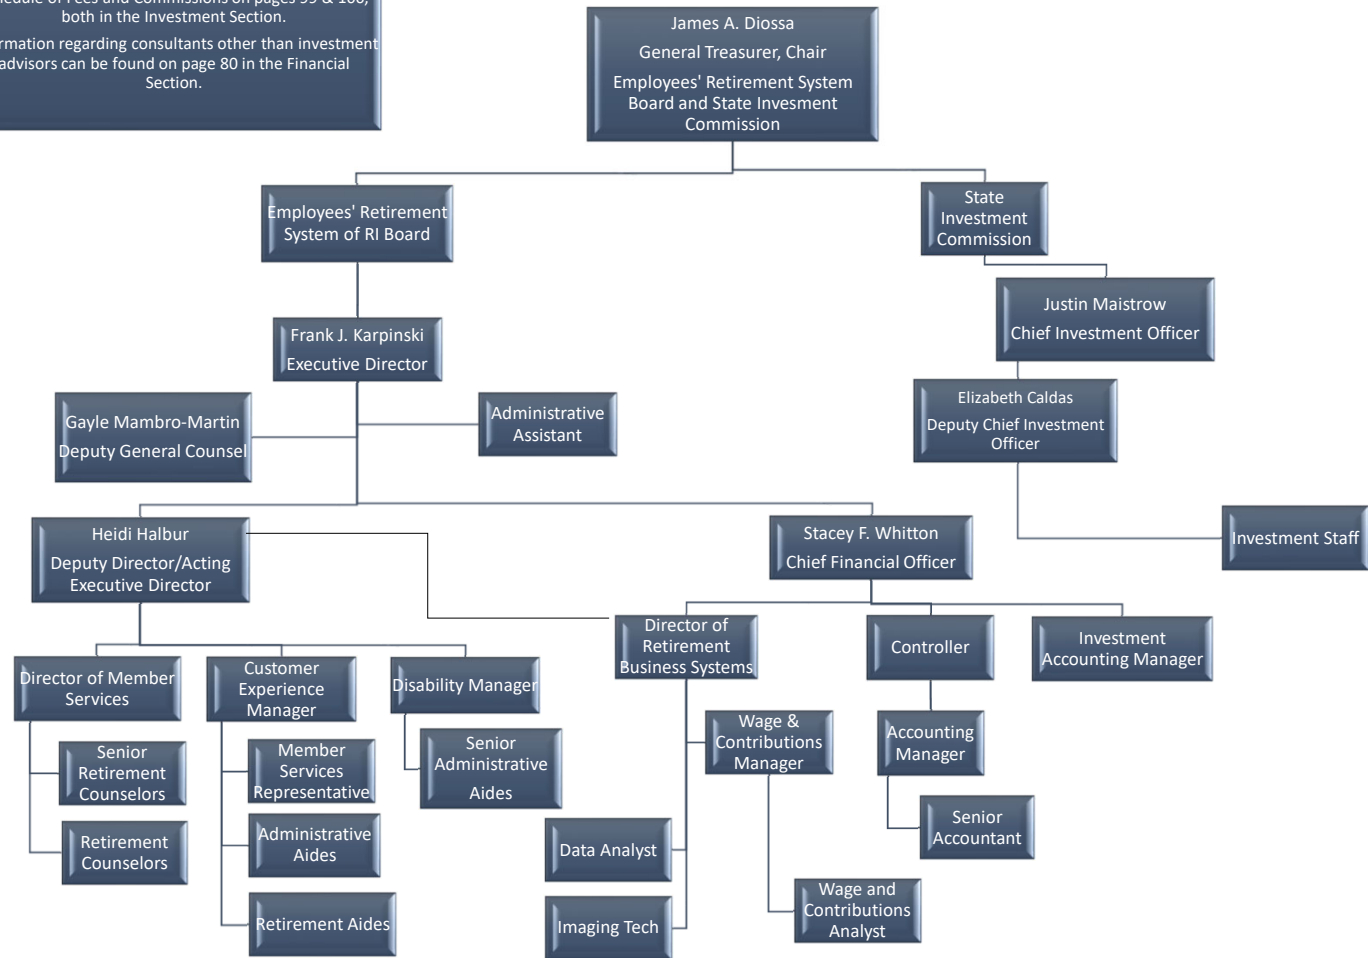 both in the Investment Section.
other than investment
advisors can be found on page 80 in the Financial
Section.
James A. Diossa
General Treasurer, Chair
Employees' Retirement System
Board and State Invesment
Commission
Employees' Retirement
System of RI Board
State
Investment
Commission
Frank J. Karpinski
Executive Director
Justin Maistrow
Chief Investment Officer
Gayle Mambro-Martin
Deputy General Counsel
Administrative
Assistant
Elizabeth Caldas
Deputy Chief Investment
Officer
Heidi Halbur
Deputy Director/Acting
Executive Director
Stacey F. Whitton
Chief Financial Officer
Investment Staff
Director of
Retirement
Business Systems
Controller
Investment
Accounting Manager
Director of Member
Services
Customer
Experience
Manager
Disability Manager
Senior
Retirement
Counselors
Retirement
Counselors
Member
Services
Representative
Administrative
Aides
Retirement Aides
Senior
Administrative
Aides
Wage &
Contributions
Manager
Data Analyst
Imaging Tech
Wage and
Contributions
Analyst
Accounting
Manager
Senior
Accountant